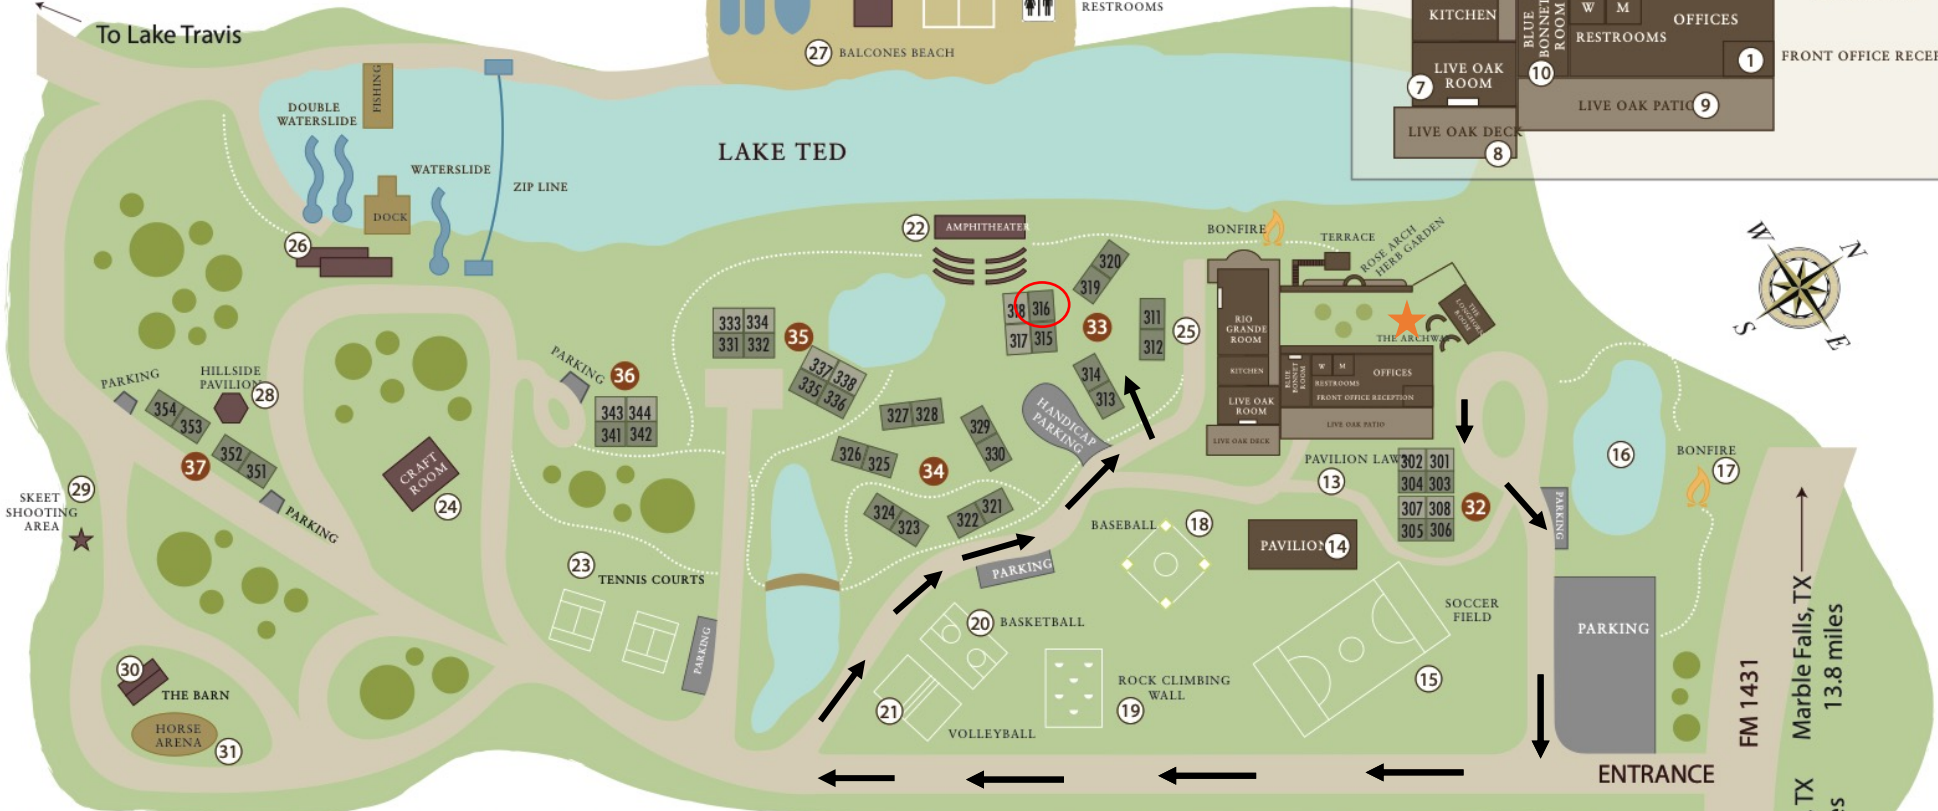 To Lake Travis
RESTROOMS
27 BALCONES BEACH
KITCHEN
BLUE
BONNET
ROOM
W M
RESTROOMS
OFFICES
10
1 FRONT OFFICE
7 LIVE OAK
ROOM
LIVE OAK PATIO 9
LIVE OAK DECK
8
FISHING
DOUBLE
WATERSLIDE
WATERSLIDE
ZIP LINE
DOCK
26
LAKE TED
22 AMPHITHEATER
BONFIRE
TERRACE
ROSE ARCH
HERB GARDEN
W N
S E
320
319
318 316
317 315
33
311
312
25
314
313
HANDICAP
PARKING
RIO
GRANDE
ROOM
KITCHEN
LIVE OAK
ROOM
LIVE OAK DECK
BLUE
BONNET
ROOM
W M
RESTROOMS
OFFICES
FRONT OFFICE RECEPTION
LIVE OAK PATIO
THE
LONGHORN
ROOM
THE ARCHWAY
333 334
331 332
35
337 338
335 336
PARKING
36
343 344
341 342
327 328
329
330
326 325
34
324 323
322 321
PARKING
HILLSIDE
PAVILION
28
354
353
352
351
37
PARKING
CRAFT
ROOM
24
29
SKEET
SHOOTING
AREA
23 TENNIS COURTS
PARKING
PARKING
BASEBALL 18
PAVILION 14
PAVILION LAWN
13
302 301
304 303
307 308
305 306
32
PARKING
16
BONFIRE
17
PARKING
20 BASKETBALL
21
VOLLEYBALL
ROCK CLIMBING
WALL
19
SOCCER
FIELD
15
30
THE BARN
HORSE
ARENA
31
ENTRANCE
FM 1431
Marble Falls, TX
13.8 miles
TX